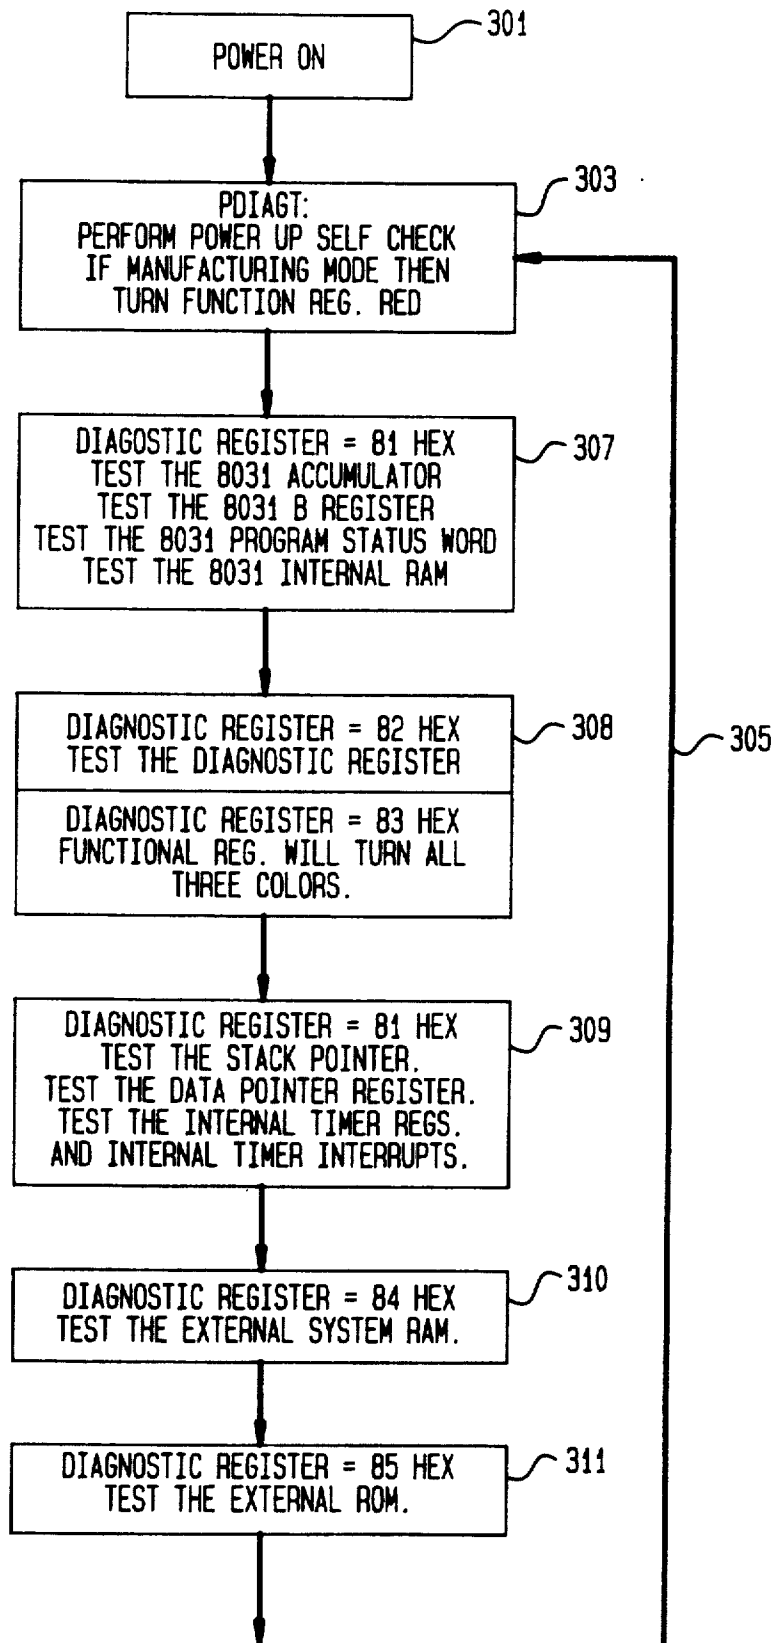 301
POWER ON
303
PDIAGT:
PERFORM POWER UP SELF CHECK
IF MANUFACTURING MODE THEN
TURN FUNCTION REG. RED
DIAGOSTIC REGISTER = 81 HEX
307
TEST THE 8031 ACCUMULATOR
TEST THE 8031 B REGISTER
TEST THE 8031 PROGRAM STATUS WORD
TEST THE 8031 INTERNAL RAM
DIAGNOSTIC REGISTER = 82 HEX
308
TEST THE DIAGNOSTIC REGISTER
305
DIAGNOSTIC REGISTER = 83 HEX
FUNCTIONAL REG. WILL TURN ALL
THREE COLORS.
DIAGNOSTIC REGISTER = 81 HEX
309
TEST THE STACK POINTER.
TEST THE DATA POINTER REGISTER.
TEST THE INTERNAL TIMER REGS.
AND INTERNAL TIMER INTERRUPTS.
310
DIAGNOSTIC REGISTER = 84 HEX
TEST THE EXTERNAL SYSTEM RAM.
311
DIAGNOSTIC REGISTER = 85 HEX
TEST THE EXTERNAL ROM.